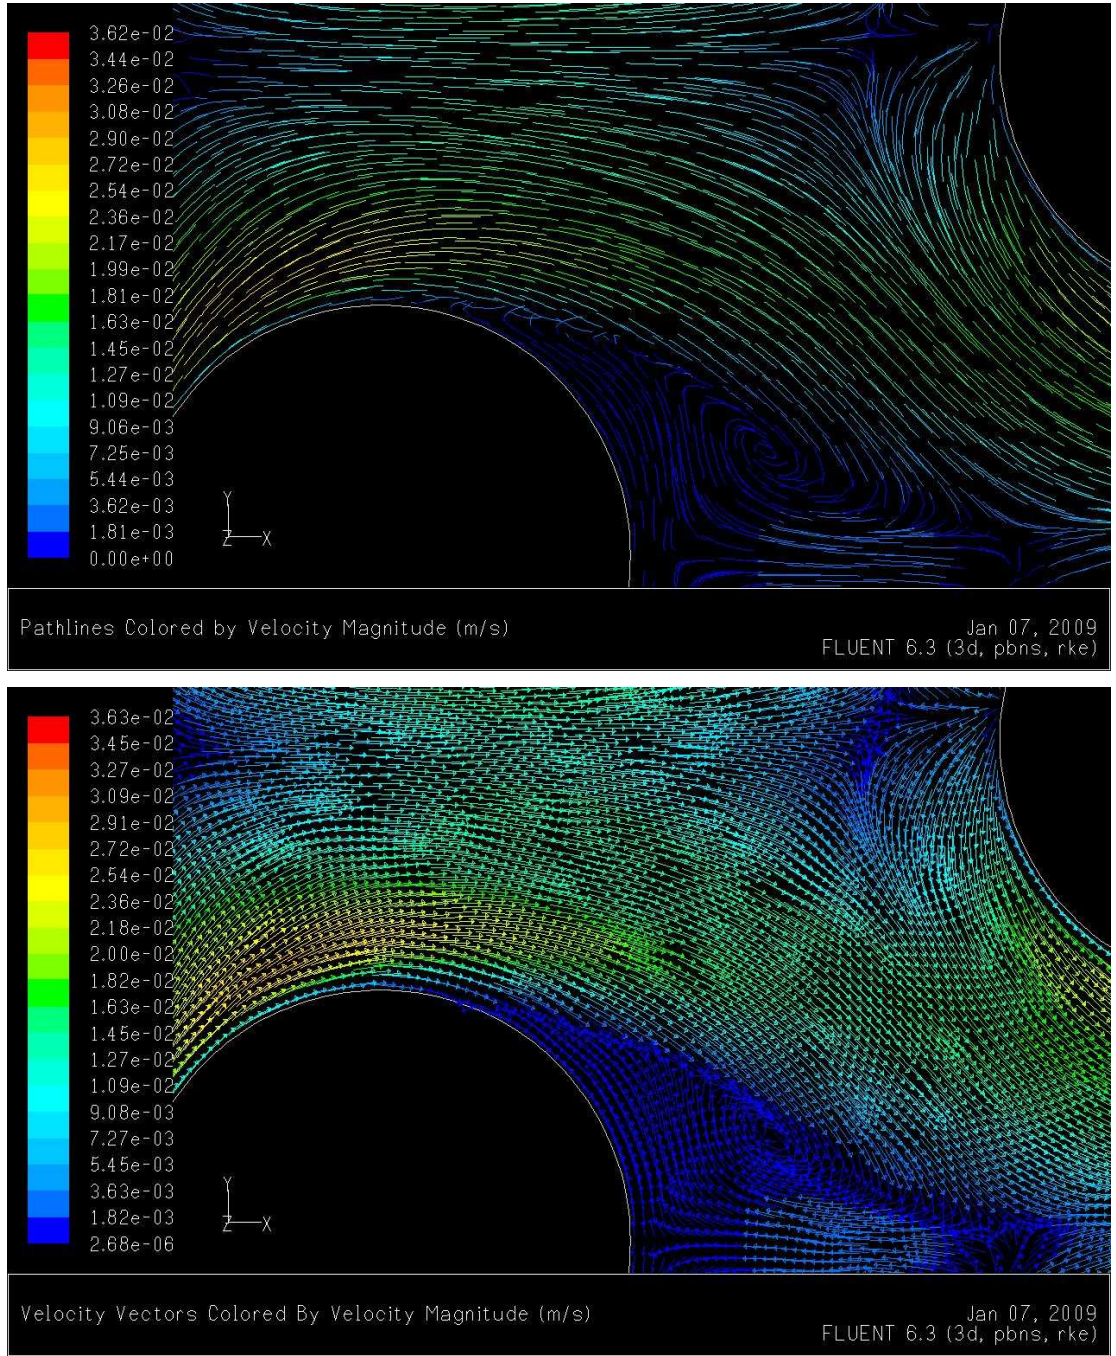 3.62e-02
3.44e-02
3.26e-02
3.08e-02
2.90e-02
2.72e-02
2.54e-02
2.36e-02
2.17e-02
1.99e-02
1.81e-02
1.63e-02
1.45e-02
1.27e-02
1.09e-02
9.06e-03
7.25e-03
5.44e-03
3.62e-03
1.81e-03
0.00e+00
Y
Z X
Pathlines Colored by Velocity Magnitude (m/s)
Jan 07, 2009
FLUENT 6.3 (3d, pbns, rke)
3.63e-02
3.45e-02
3.27e-02
3.09e-02
2.91e-02
2.72e-02
2.54e-02
2.36e-02
2.18e-02
2.00e-02
1.82e-02
1.63e-02
1.45e-02
1.27e-02
1.09e-02
9.08e-03
7.27e-03
5.45e-03
3.63e-03
1.82e-03
2.68e-06
Y
Z X
Velocity Vectors Colored By Velocity Magnitude (m/s)
Jan 07, 2009
FLUENT 6.3 (3d, pbns, rke)